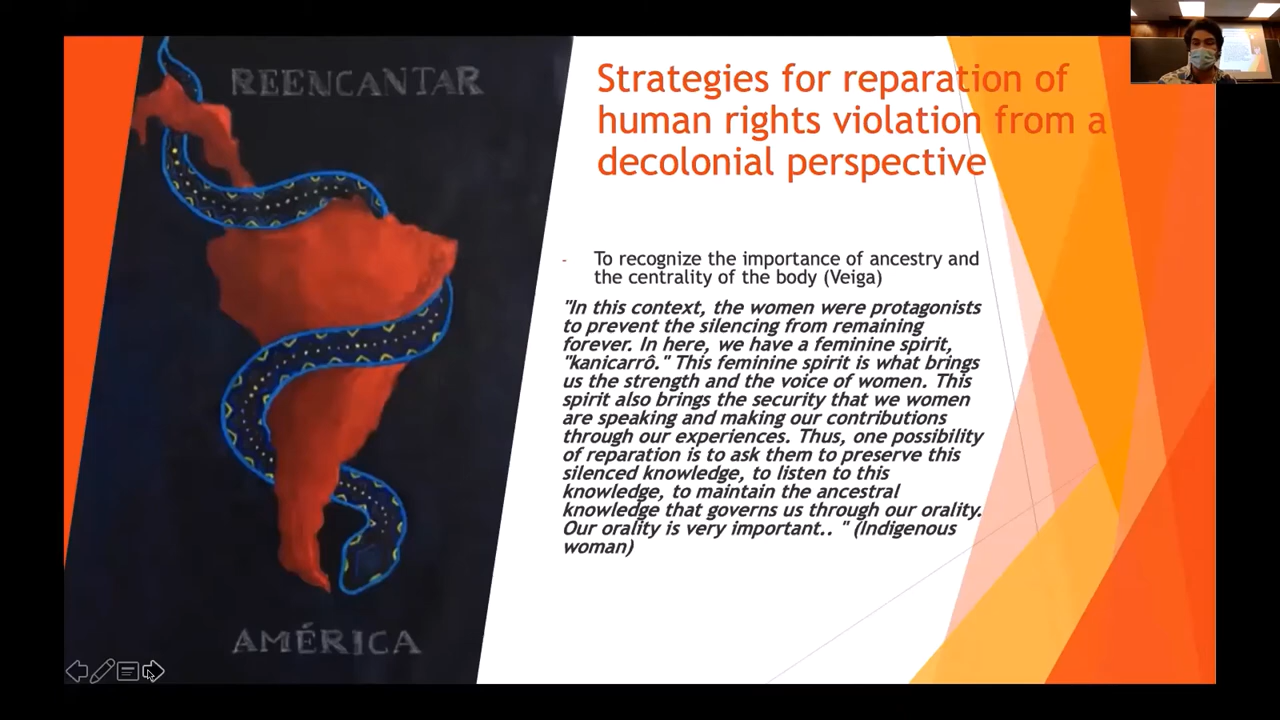 REENCANTAR
AMÉRICA
Strategies for reparation of
human rights violation from a
decolonial perspective
- To recognize the importance of ancestry and
the centrality of the body (Veiga)
"In this context, the women were protagonists
to prevent the silencing from remaining
forever. In here, we have a feminine spirit,
"kanicarrô." This feminine spirit is what brings
us the strength and the voice of women. This
spirit also brings the security that we women
are speaking and making our contributions
through our experiences. Thus, one possibility
of reparation is to ask them to preserve this
silenced knowledge, to listen to this
knowledge, to maintain the ancestral
knowledge that governs us through our orality.
Our orality is very important.. " (Indigenous
woman)